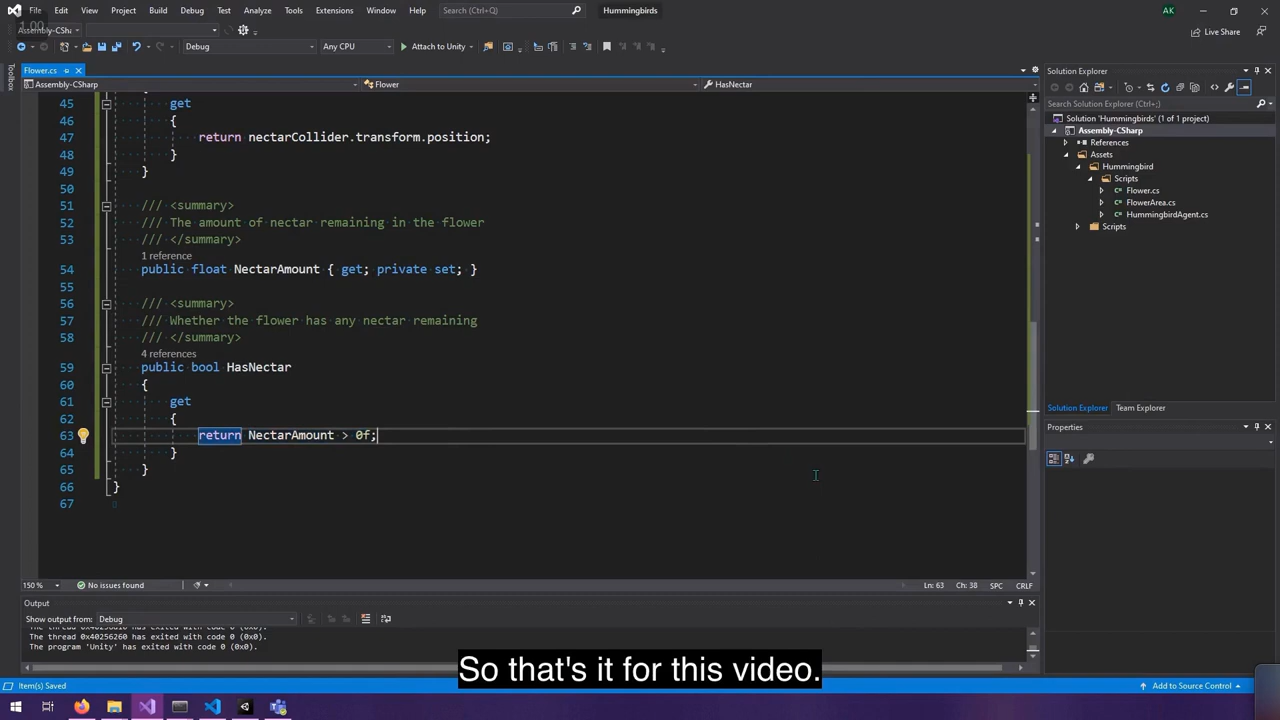 File Edit View Project Build Debug Test Analyze Tools Extensions Window Help Search (Ctrl+Q) Hummingbirds AK
1.00
Assembly-CSharp
Live Share
Debug Any CPU Attach to Unity
Toolbox
Flower.cs
Assembly-CSharp Flower HasNectar
45 get
46 {
47 return nectarCollider.transform.position;
48 }
49 }
50
51 /// <summary>
52 /// The amount of nectar remaining in the flower
53 /// </summary>
1 reference
54 public float NectarAmount { get; private set; }
55
56 /// <summary>
57 /// Whether the flower has any nectar remaining
58 /// </summary>
4 references
59 public bool HasNectar
60 {
61 get
62 {
63 return NectarAmount > 0f;
64 }
65 }
66 }
67
150 % No issues found Ln: 63 Ch: 38 SPC CRLF
Output
Show output from: Debug
The thread 0x40256260 has exited with code 0 (0x0).
The program 'Unity' has exited with code 0 (0x0).
Solution Explorer
Search Solution Explorer (Ctrl+;)
Solution 'Hummingbirds' (1 of 1 project)
Assembly-CSharp
References
Assets
Hummingbird
Scripts
Flower.cs
FlowerArea.cs
HummingbirdAgent.cs
Scripts
Solution Explorer Team Explorer
Properties
So that's it for this video.
Item(s) Saved Add to Source Control